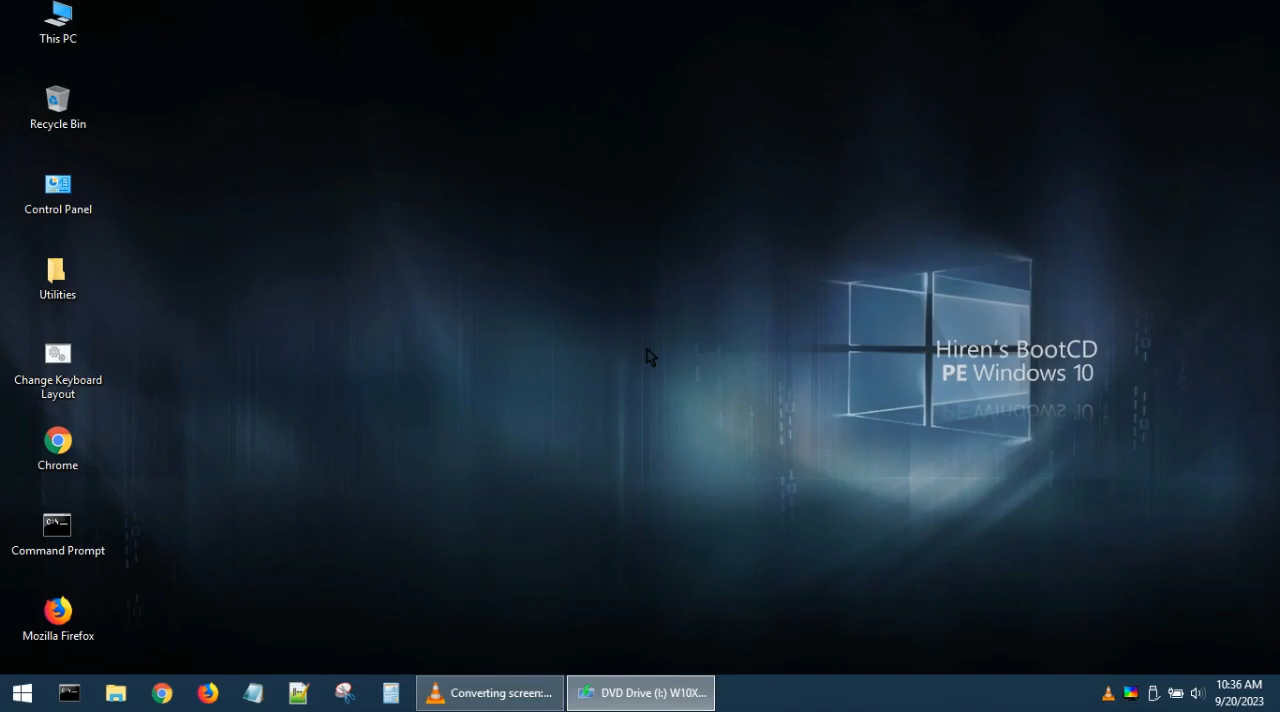 This PC
Recycle Bin
Control Panel
Utilities
Change Keyboard
Layout
Chrome
C:\_
Command Prompt
Mozilla Firefox
Hiren's BootCD
PE Windows 10
Converting screen:...
DVD Drive (I:) W10X...
10:36 AM
9/20/2023